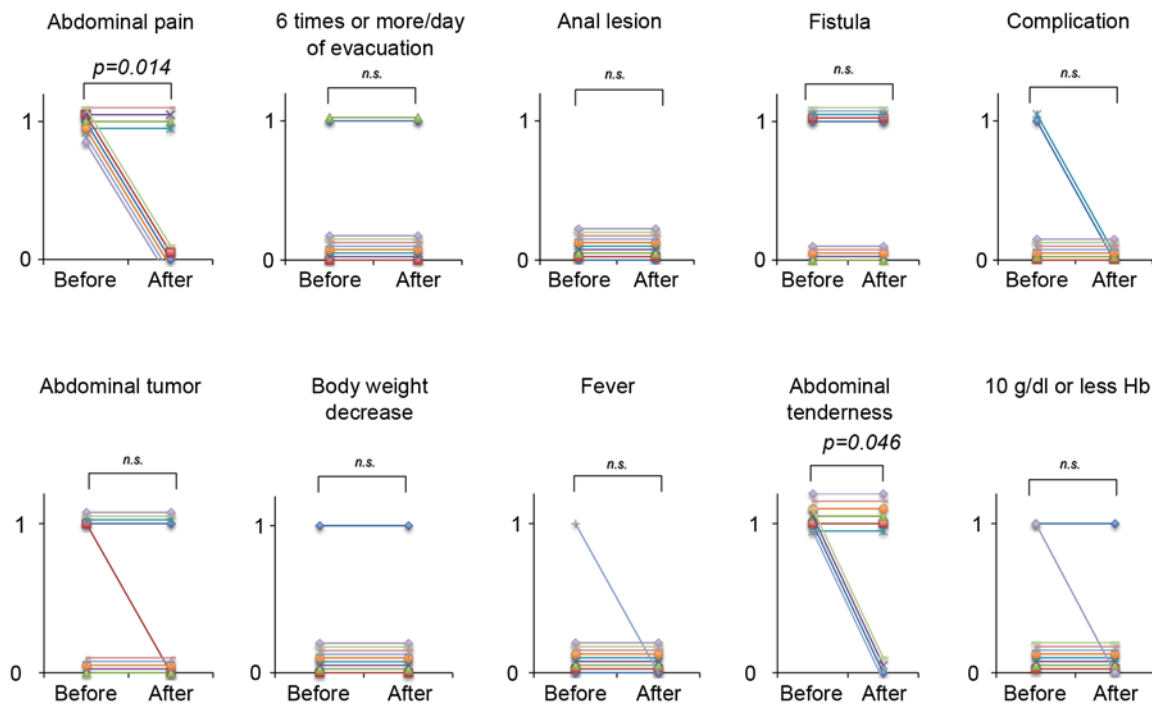 Abdominal pain
6 times or more/day
of evacuation
Anal lesion
Fistula
Complication
p=0.014
n.s.
n.s.
n.s.
n.s.
1
1
1
1
1
0
0
0
0
0
Before After
Before After
Before After
Before After
Before After
Abdominal tumor
Body weight
decrease
Fever
Abdominal
tenderness
10 g/dl or less Hb
n.s.
n.s.
n.s.
p=0.046
n.s.
1
1
1
1
1
0
0
0
0
0
Before After
Before After
Before After
Before After
Before After